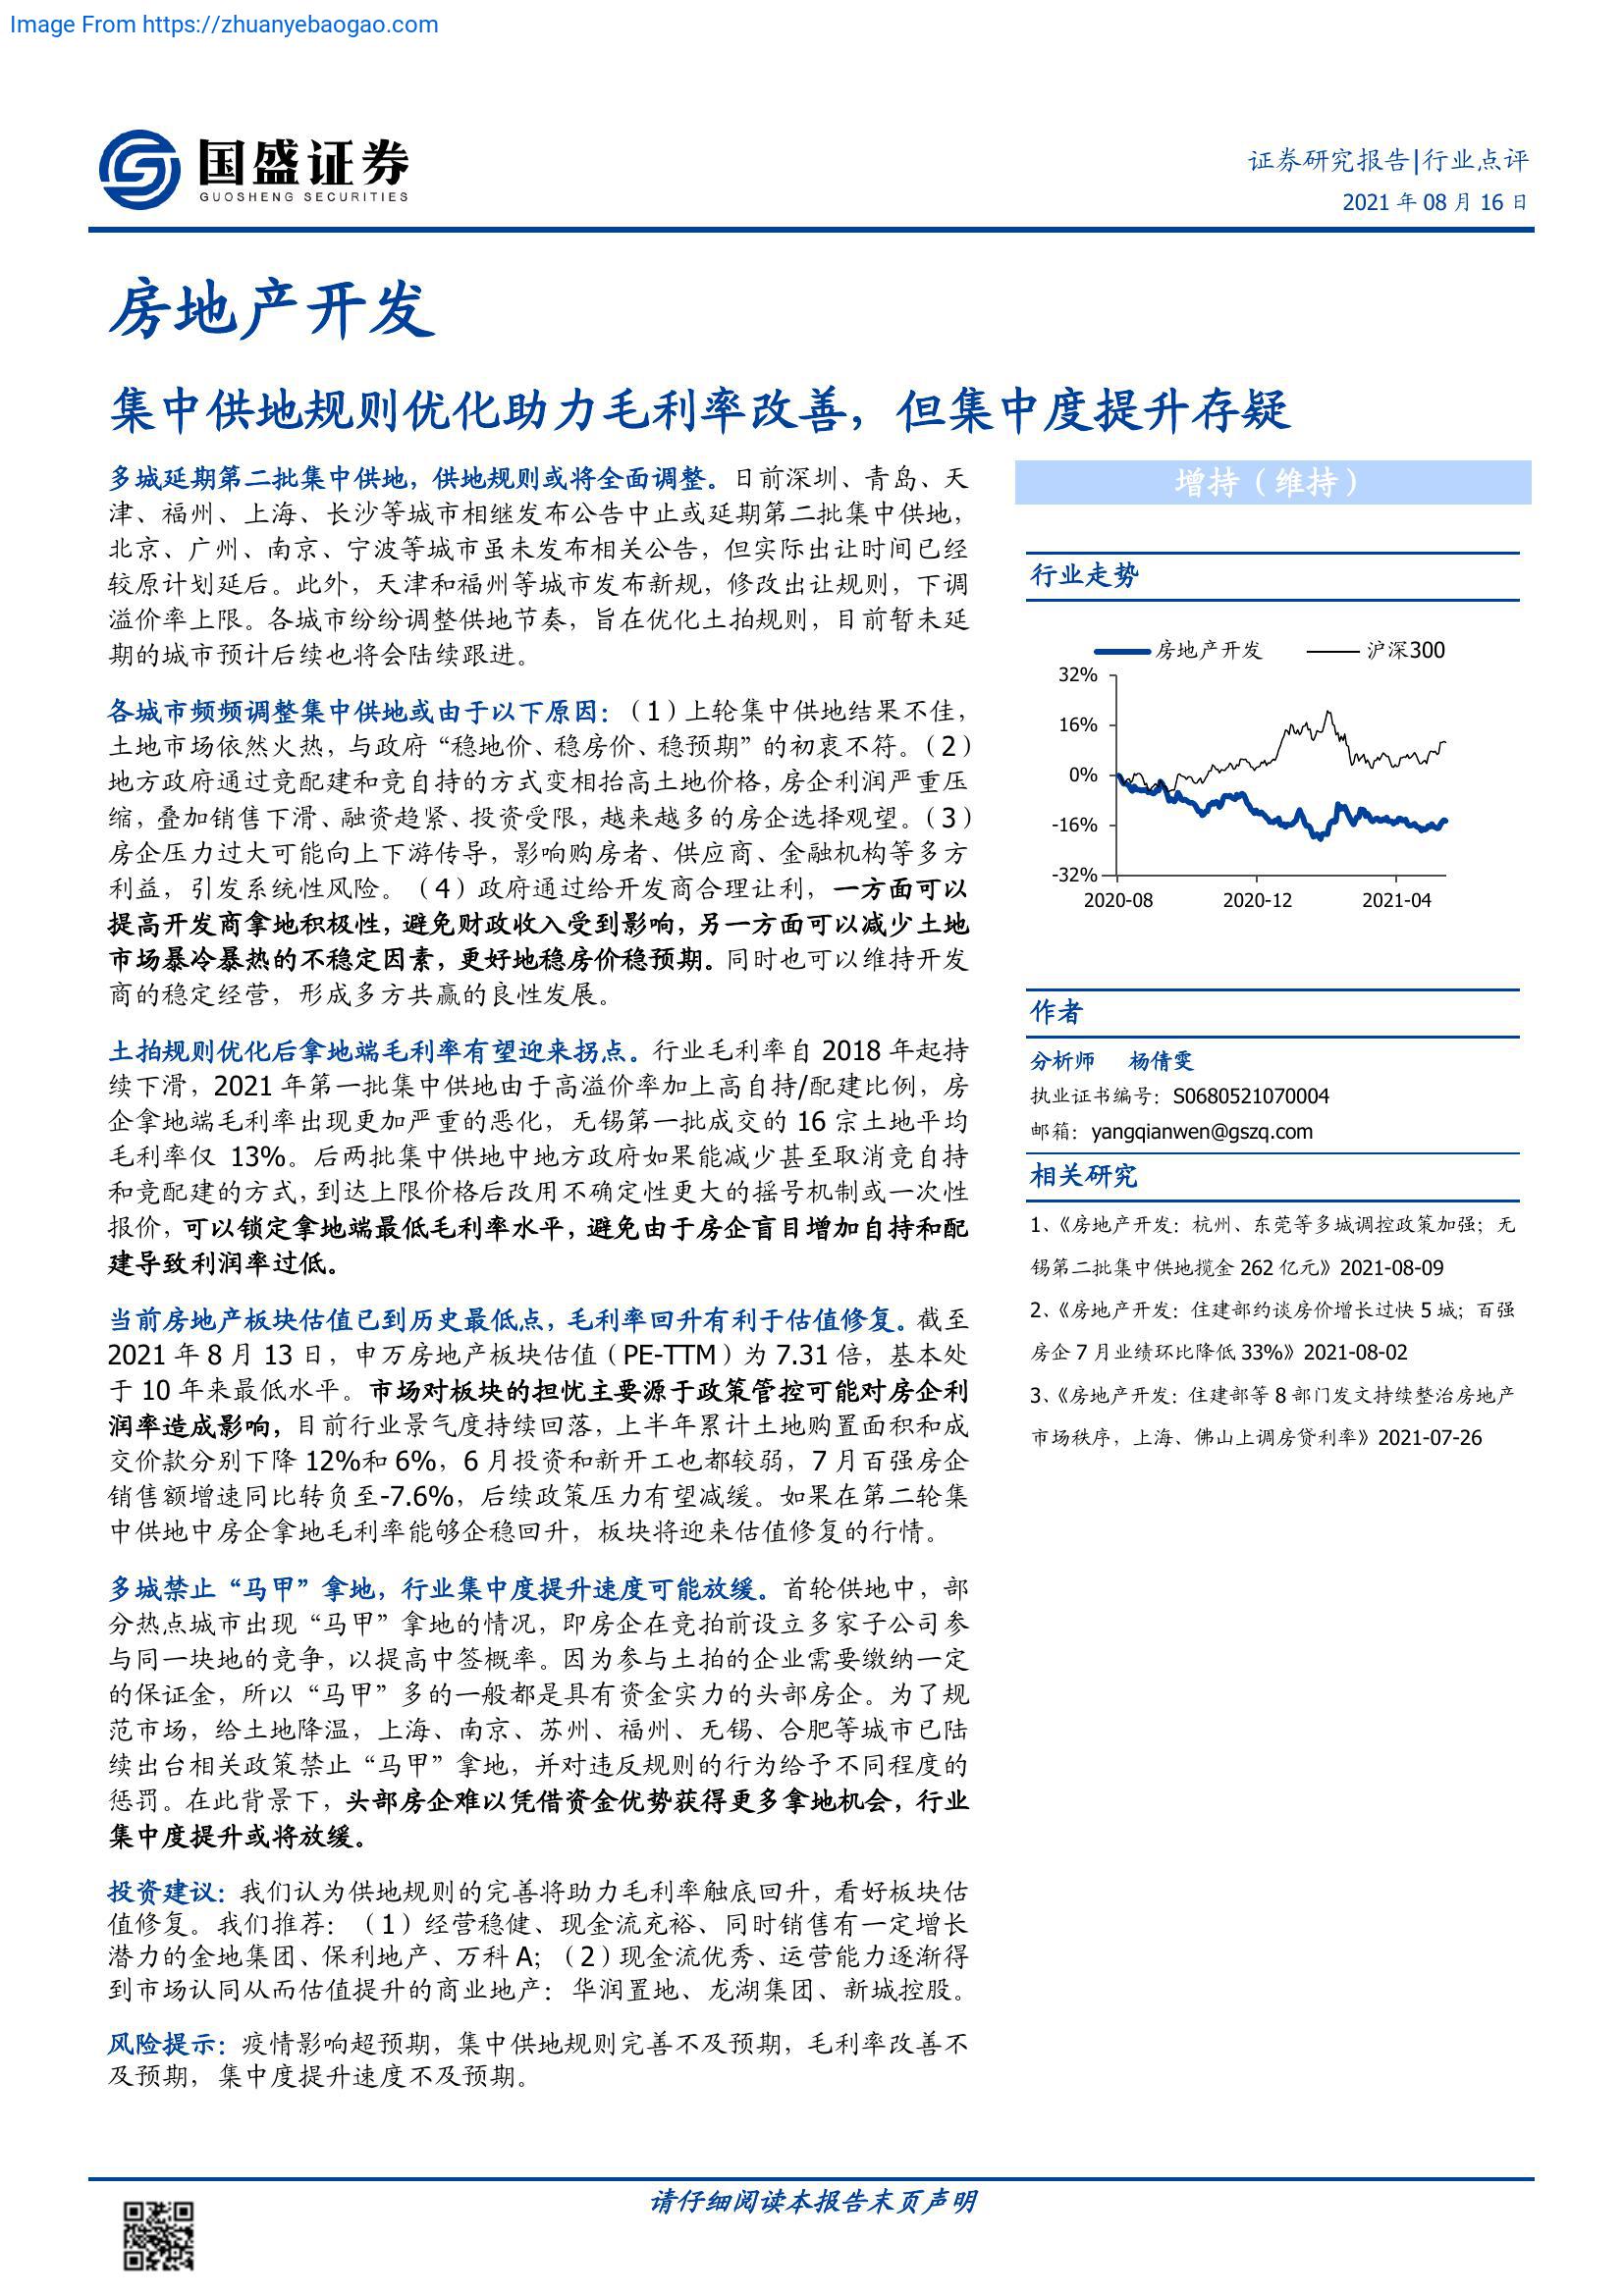 Image From https://zhuanyebaogao.com
国盛证券
GUOSHENG SECURITIES
证券研究报告|行业点评
2021 年 08 月 16 日
房地产开发
集中供地规则优化助力毛利率改善，但集中度提升存疑
多城延期第二批集中供地，供地规则或将全面调整。日前深圳、青岛、天
津、福州、上海、长沙等城市相继发布公告中止或延期第二批集中供地，
北京、广州、南京、宁波等城市虽未发布相关公告，但实际出让时间已经
较原计划延后。此外，天津和福州等城市发布新规，修改出让规则，下调
溢价率上限。各城市纷纷调整供地节奏，旨在优化土拍规则，目前暂未延
期的城市预计后续也将会陆续跟进。
各城市频频调整集中供地或由于以下原因：（1）上轮集中供地结果不佳，
土地市场依然火热，与政府“稳地价、稳房价、稳预期”的初衷不符。（2）
地方政府通过竞配建和竞自持的方式变相抬高土地价格，房企利润严重压
缩，叠加销售下滑、融资趋紧、投资受限，越来越多的房企选择观望。（3）
房企压力过大可能向上下游传导，影响购房者、供应商、金融机构等多方
利益，引发系统性风险。（4）政府通过给开发商合理让利，一方面可以
提高开发商拿地积极性，避免财政收入受到影响，另一方面可以减少土地
市场暴冷暴热的不稳定因素，更好地稳房价稳预期。同时也可以维持开发
商的稳定经营，形成多方共赢的良性发展。
土拍规则优化后拿地端毛利率有望迎来拐点。行业毛利率自 2018 年起持
续下滑，2021 年第一批集中供地由于高溢价率加上高自持/配建比例，房
企拿地端毛利率出现更加严重的恶化，无锡第一批成交的 16 宗土地平均
毛利率仅 13%。后两批集中供地中地方政府如果能减少甚至取消竞自持
和竞配建的方式，到达上限价格后改用不确定性更大的摇号机制或一次性
报价，可以锁定拿地端最低毛利率水平，避免由于房企盲目增加自持和配
建导致利润率过低。
当前房地产板块估值已到历史最低点，毛利率回升有利于估值修复。截至
2021 年 8 月 13 日，申万房地产板块估值（PE-TTM）为 7.31 倍，基本处
于 10 年来最低水平。市场对板块的担忧主要源于政策管控可能对房企利
润率造成影响，目前行业景气度持续回落，上半年累计土地购置面积和成
交价款分别下降 12%和 6%，6 月投资和新开工也都较弱，7 月百强房企
销售额增速同比转负至-7.6%，后续政策压力有望减缓。如果在第二轮集
中供地中房企拿地毛利率能够企稳回升，板块将迎来估值修复的行情。
多城禁止“马甲”拿地，行业集中度提升速度可能放缓。首轮供地中，部
分热点城市出现“马甲”拿地的情况，即房企在竞拍前设立多家子公司参
与同一块地的竞争，以提高中签概率。因为参与土拍的企业需要缴纳一定
的保证金，所以“马甲”多的一般都是具有资金实力的头部房企。为了规
范市场，给土地降温，上海、南京、苏州、福州、无锡、合肥等城市已陆
续出台相关政策禁止“马甲”拿地，并对违反规则的行为给予不同程度的
惩罚。在此背景下，头部房企难以凭借资金优势获得更多拿地机会，行业
集中度提升或将放缓。
投资建议：我们认为供地规则的完善将助力毛利率触底回升，看好板块估
值修复。我们推荐：（1）经营稳健、现金流充裕、同时销售有一定增长
潜力的金地集团、保利地产、万科 A；（2）现金流优秀、运营能力逐渐得
到市场认同从而估值提升的商业地产：华润置地、龙湖集团、新城控股。
风险提示：疫情影响超预期，集中供地规则完善不及预期，毛利率改善不
及预期，集中度提升速度不及预期。
增持（维持）
行业走势
房地产开发 沪深300
32%
16%
0%
-16%
-32%
2020-08 2020-12 2021-04
作者
分析师 杨倩雯
执业证书编号：S0680521070004
邮箱：yangqianwen@gszq.com
相关研究
1、《房地产开发：杭州、东莞等多城调控政策加强；无
锡第二批集中供地揽金 262 亿元》2021-08-09
2、《房地产开发：住建部约谈房价增长过快 5 城；百强
房企 7 月业绩环比降低 33%》2021-08-02
3、《房地产开发：住建部等 8 部门发文持续整治房地产
市场秩序，上海、佛山上调房贷利率》2021-07-26
请仔细阅读本报告末页声明